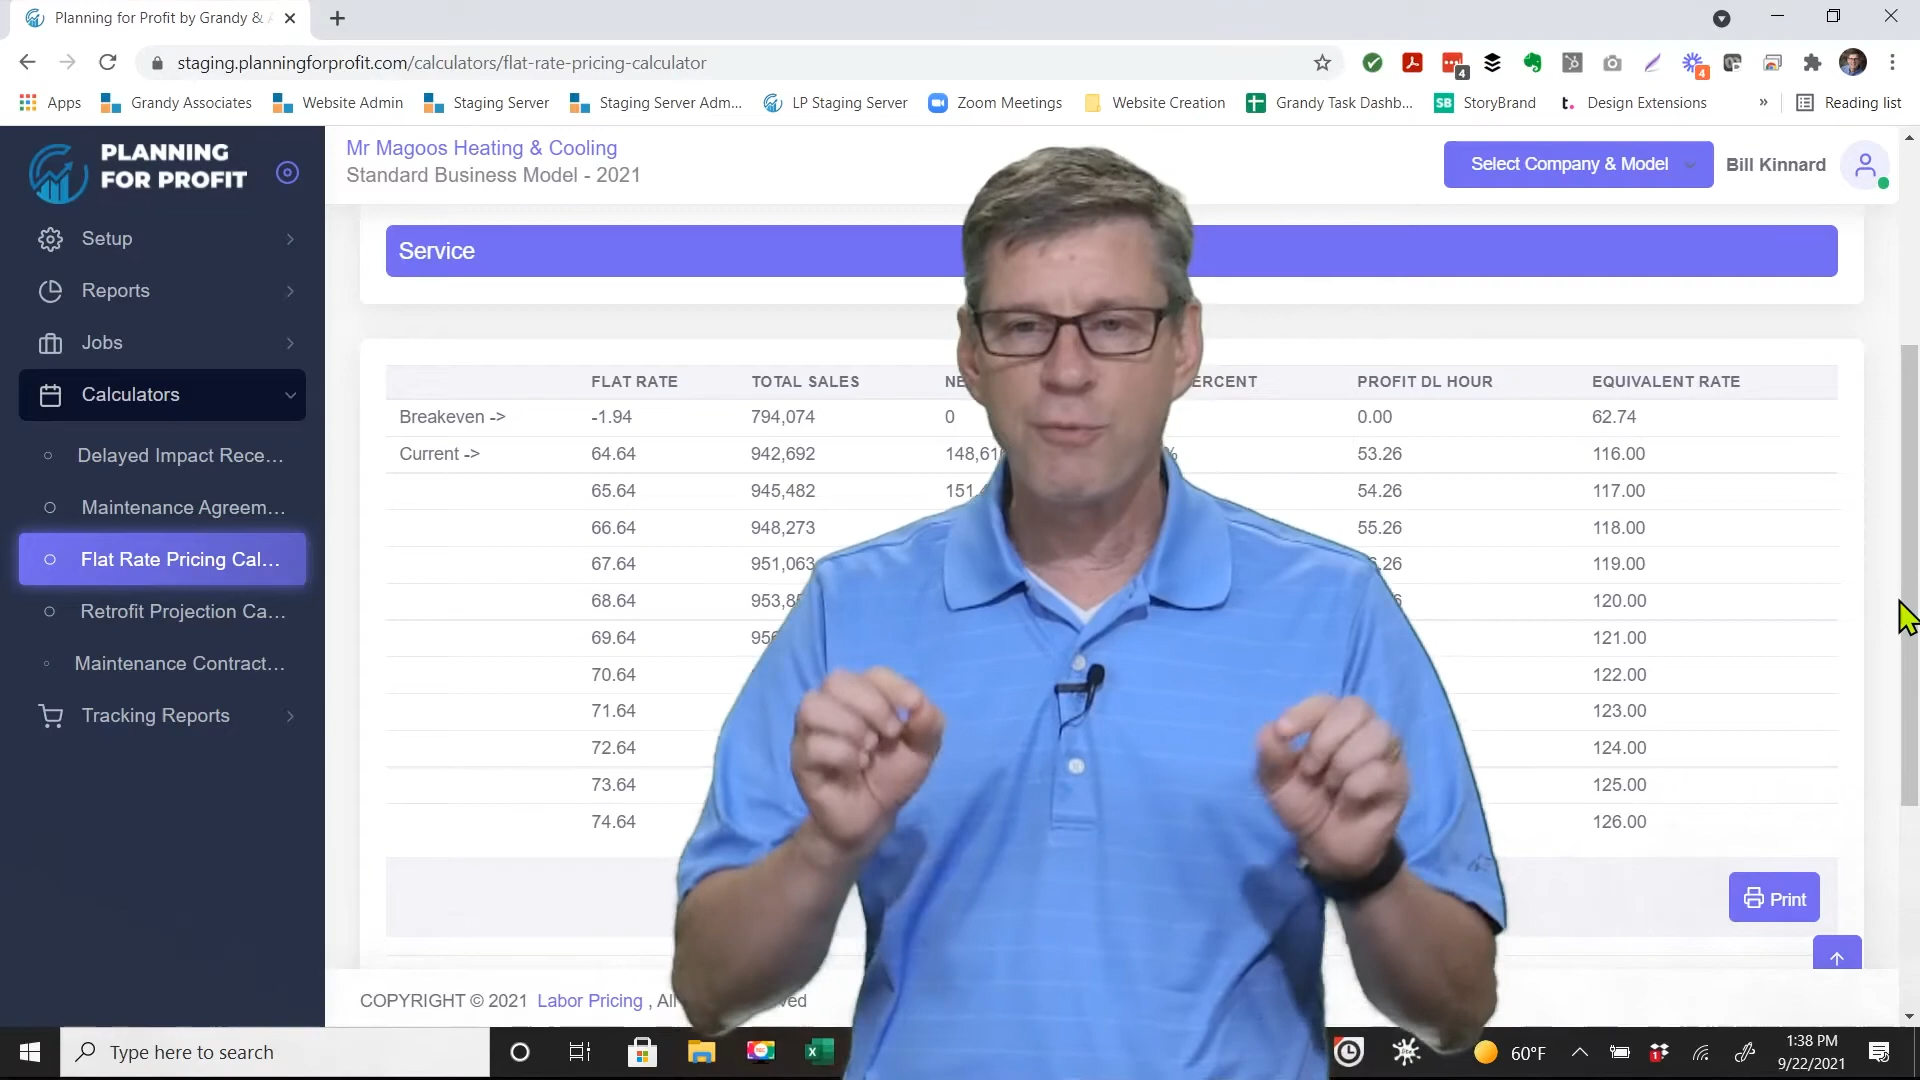 Planning for Profit by Grandy &
staging.planningforprofit.com/calculators/flat-rate-pricing-calculator
4
4
Apps
Grandy Associates
Website Admin
Staging Server
Staging Server Adm...
LP Staging Server
Zoom Meetings
Website Creation
Grandy Task Dashb...
SB StoryBrand
t. Design Extensions
»
Reading list
PLANNING
FOR PROFIT
Mr Magoos Heating & Cooling
Standard Business Model - 2021
Select Company & Model
Bill Kinnard
Setup
Reports
Jobs
Calculators
Delayed Impact Rece...
Maintenance Agreem...
Flat Rate Pricing Cal...
Retrofit Projection Ca...
Maintenance Contract...
Tracking Reports
Service
FLAT RATE TOTAL SALES PROFIT DL HOUR EQUIVALENT RATE
Breakeven -> -1.94 794,074 0 0.00 62.74
Current -> 64.64 942,692 53.26 116.00
65.64 945,482 54.26 117.00
66.64 948,273 55.26 118.00
67.64 951,063 119.00
68.64 120.00
69.64 121.00
70.64 122.00
71.64 123.00
72.64 124.00
73.64 125.00
74.64 126.00
Print
COPYRIGHT © 2021 Labor Pricing , All
Type here to search
60°F
1:38 PM
9/22/2021